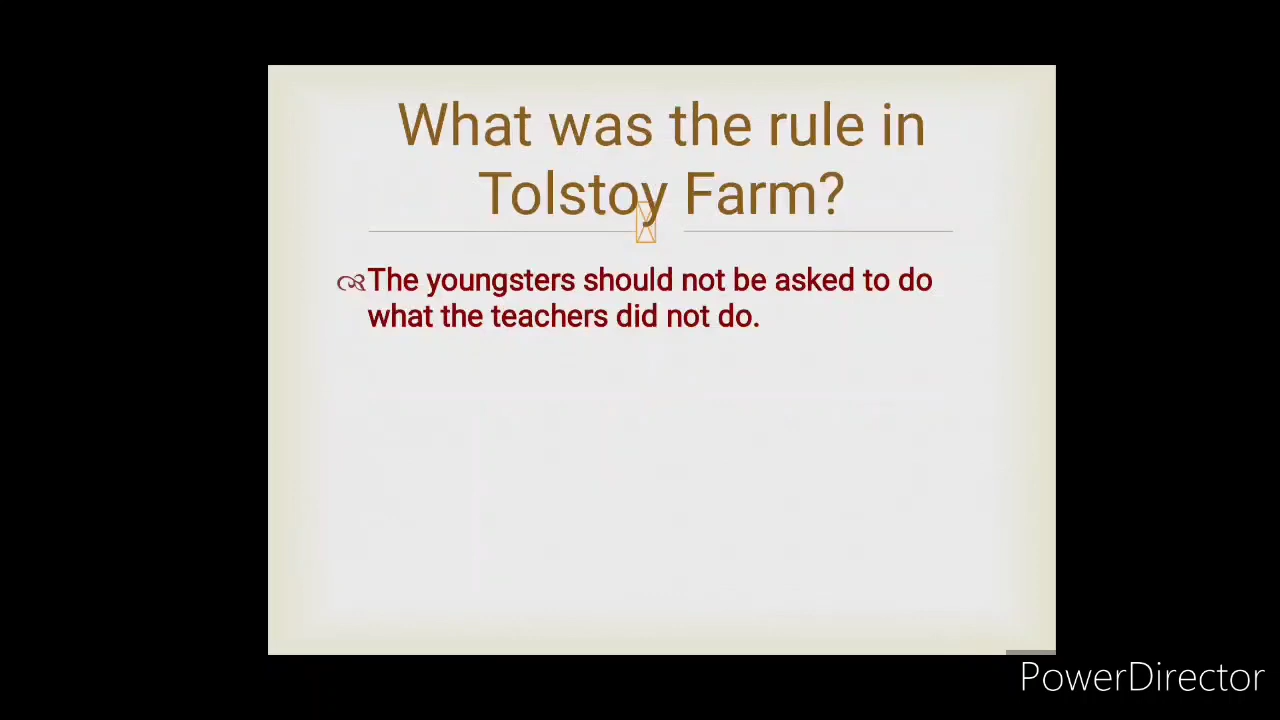 What was the rule in
Tolstoy Farm?
The youngsters should not be asked to do
what the teachers did not do.
PowerDirector